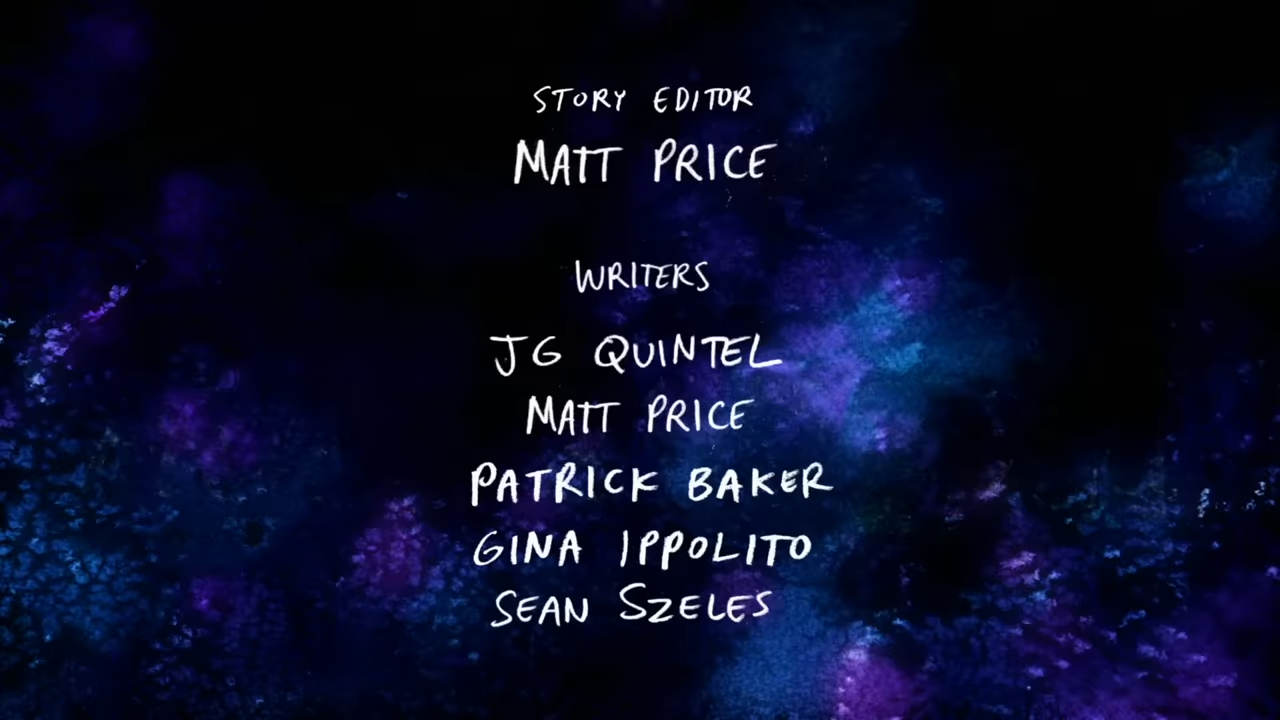 STORY EDITOR
MATT PRICE
WRITERS
JG QUINTEL
MATT PRICE
PATRICK BAKER
GINA IPPOLITO
SEAN SZELES